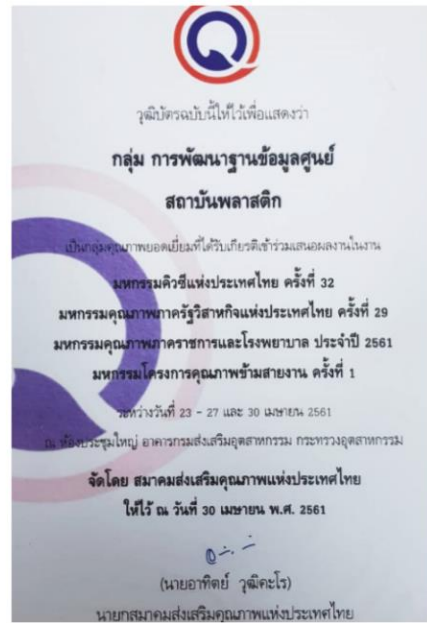 วุฒิบัตรฉบับนี้ให้ไว้เพื่อแสดงว่า
กลุ่ม การพัฒนาฐานข้อมูลศูนย์
สถาบันพลาสติก
เป็นกลุ่มคุณภาพยอดเยี่ยมที่ได้รับเกียรติเข้าร่วมเสนอผลงานในงาน
มหกรรมคิวซีแห่งประเทศไทย ครั้งที่ 32
มหกรรมคุณภาพภาครัฐวิสาหกิจแห่งประเทศไทย ครั้งที่ 29
มหกรรมคุณภาพภาคราชการและโรงพยาบาล ประจำปี 2561
มหกรรมโครงการคุณภาพข้ามสายงาน ครั้งที่ 1
ระหว่างวันที่ 23 - 27 และ 30 เมษายน 2561
ณ ห้องประชุมใหญ่ อาคารกรมส่งเสริมอุตสาหกรรม กระทรวงอุตสาหกรรม
จัดโดย สมาคมส่งเสริมคุณภาพแห่งประเทศไทย
ให้ไว้ ณ วันที่ 30 เมษายน พ.ศ. 2561
(นายอาทิตย์ วุฒิคะโร)
นายกสมาคมส่งเสริมคุณภาพแห่งประเทศไทย